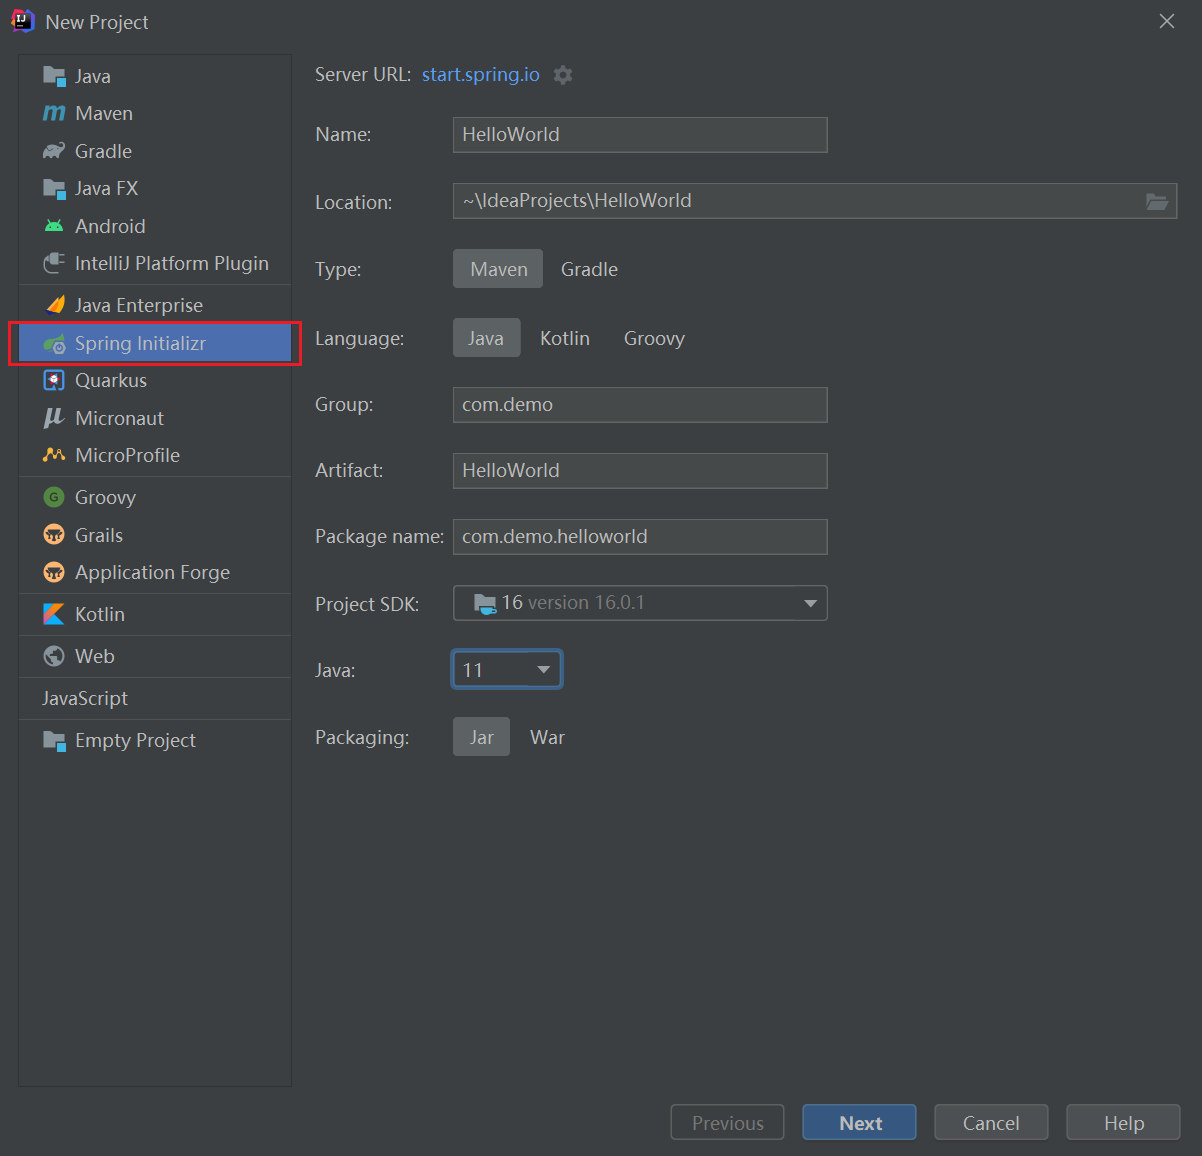 New Project
Java
Maven
Gradle
Java FX
Android
IntelliJ Platform Plugin
Java Enterprise
Spring Initializr
Quarkus
Micronaut
MicroProfile
Groovy
Grails
Application Forge
Kotlin
Web
JavaScript
Empty Project
Server URL: start.spring.io
Name: HelloWorld
Location: ~\IdeaProjects\HelloWorld
Type: Maven Gradle
Language: Java Kotlin Groovy
Group: com.demo
Artifact: HelloWorld
Package name: com.demo.helloworld
Project SDK: 16 version 16.0.1
Java: 11
Packaging: Jar War
Previous Next Cancel Help